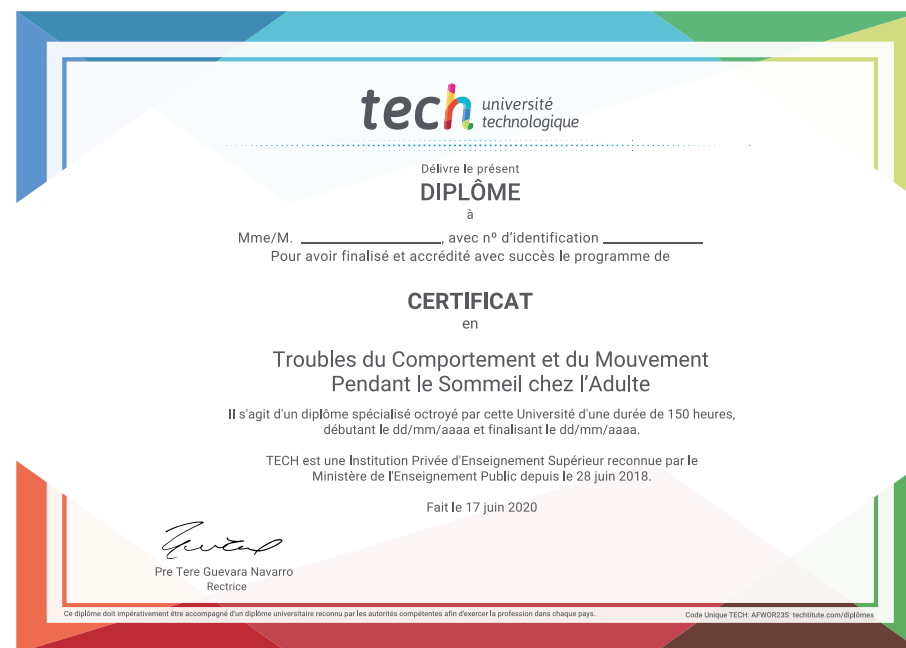 tech université
technologique
Délivre le présent
DIPLÔME
à
Mme/M. ____________________, avec nº d'identification ______________
Pour avoir finalisé et accrédité avec succès le programme de
CERTIFICAT
en
Troubles du Comportement et du Mouvement
Pendant le Sommeil chez l'Adulte
Il s'agit d'un diplôme spécialisé octroyé par cette Université d'une durée de 150 heures,
débutant le dd/mm/aaaa et finalisant le dd/mm/aaaa.
TECH est une Institution Privée d'Enseignement Supérieur reconnue par le
Ministère de l'Enseignement Public depuis le 28 juin 2018.
Fait le 17 juin 2020
Pre Tere Guevara Navarro
Rectrice
Ce diplôme doit impérativement être accompagné d'un diplôme universitaire reconnu par les autorités compétentes afin d'exercer la profession dans chaque pays.
Code Unique TECH: AFWOR23S techtitute.com/diplômes